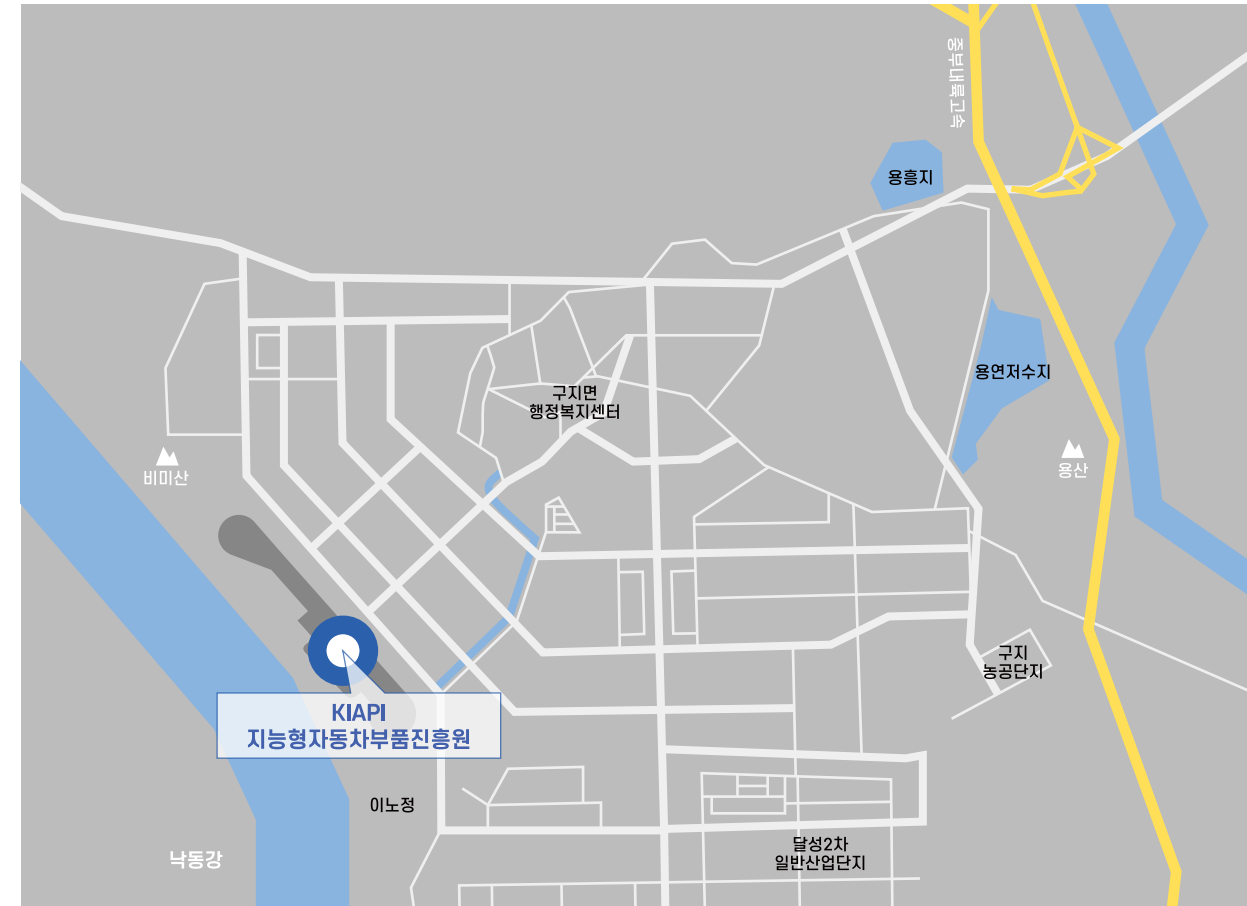 중부내륙고속
용흥지
용연저수지
구지면
행정복지센터
비미산
용산
구지
농공단지
KIAPI
지능형자동차부품진흥원
이노정
낙동강
달성2차
일반산업단지